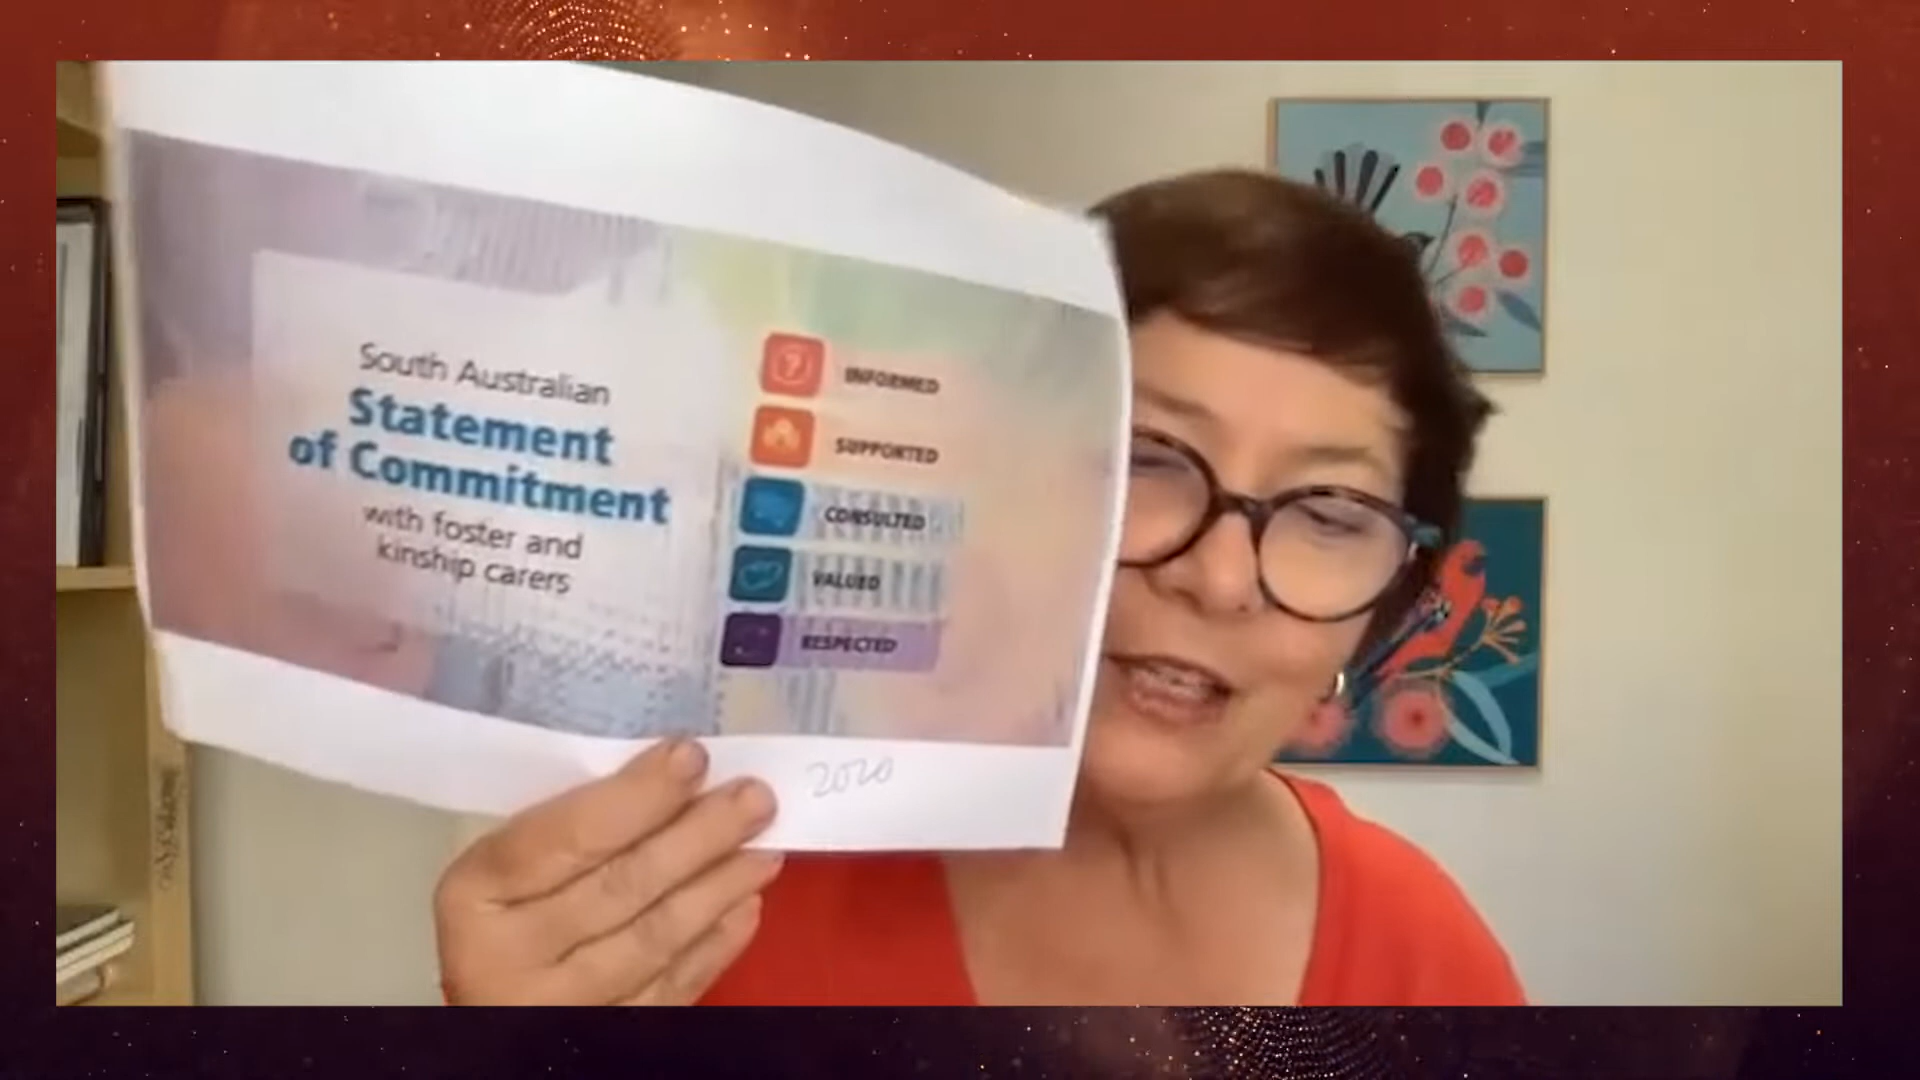 South Australian
Statement
of Commitment
with foster and
kinship carers
INFORMED
SUPPORTED
CONSULTED
VALUED
RESPECTED
2020